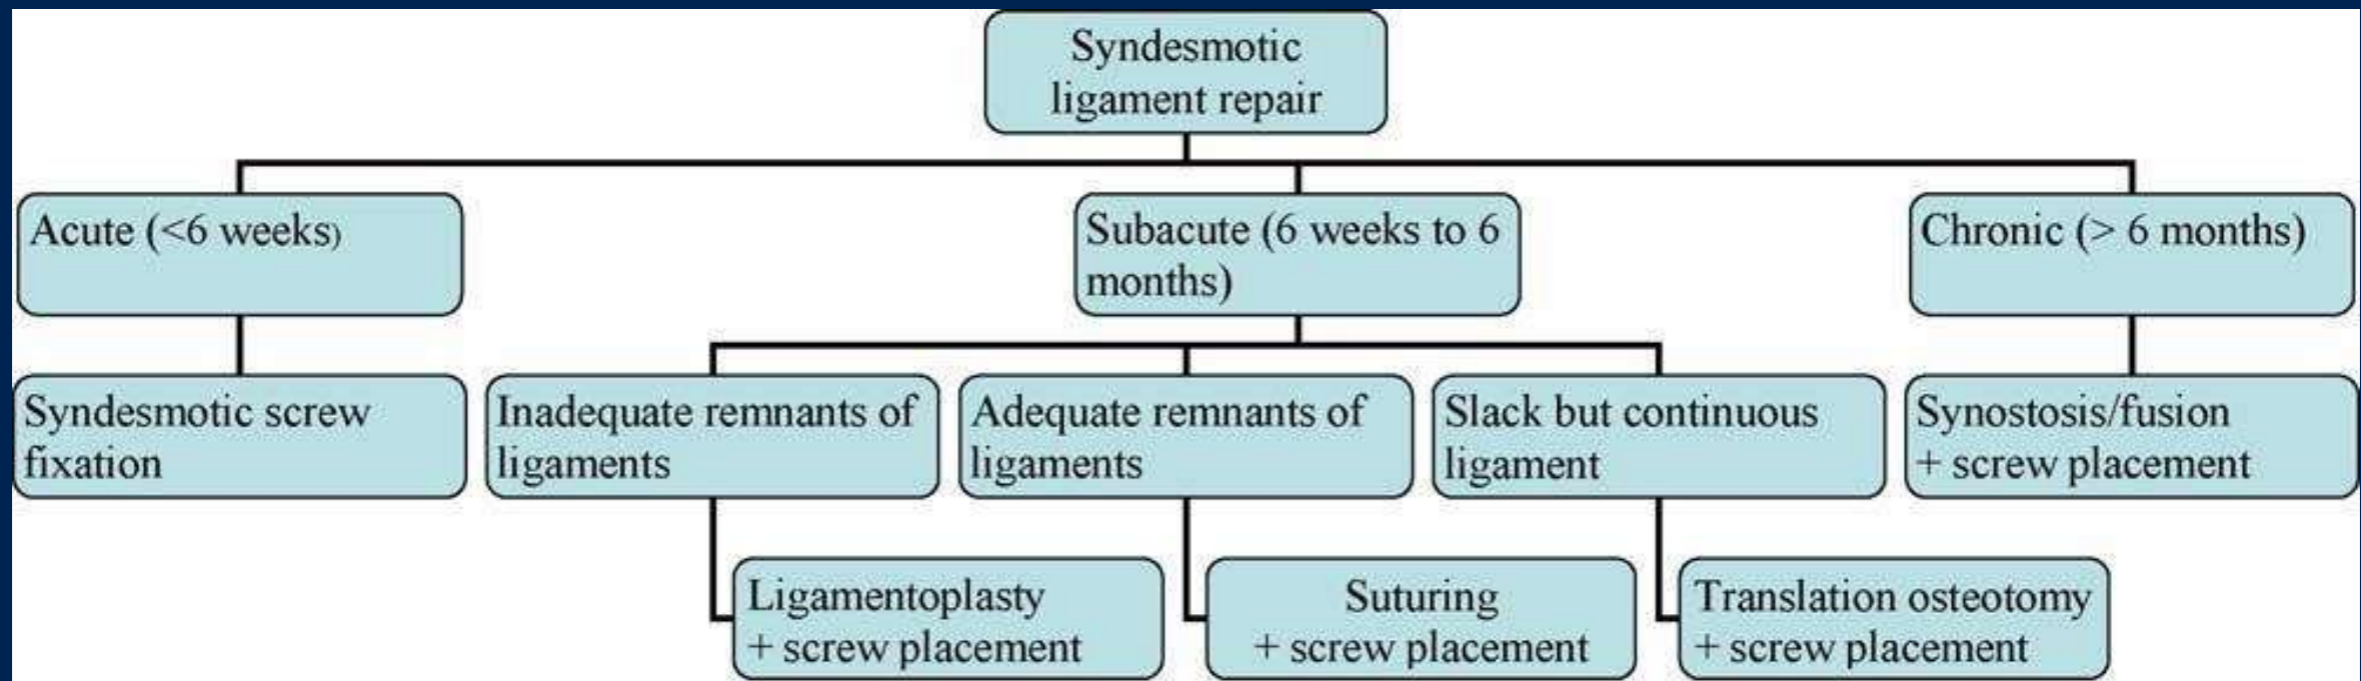 Syndesmotic
ligament repair
Acute (<6 weeks)
Subacute (6 weeks to 6
months)
Chronic (> 6 months)
Syndesmotic screw
fixation
Inadequate remnants of
ligaments
Adequate remnants of
ligaments
Slack but continuous
ligament
Synostosis/fusion
+ screw placement
Ligamentoplasty
+ screw placement
Suturing
+ screw placement
Translation osteotomy
+ screw placement